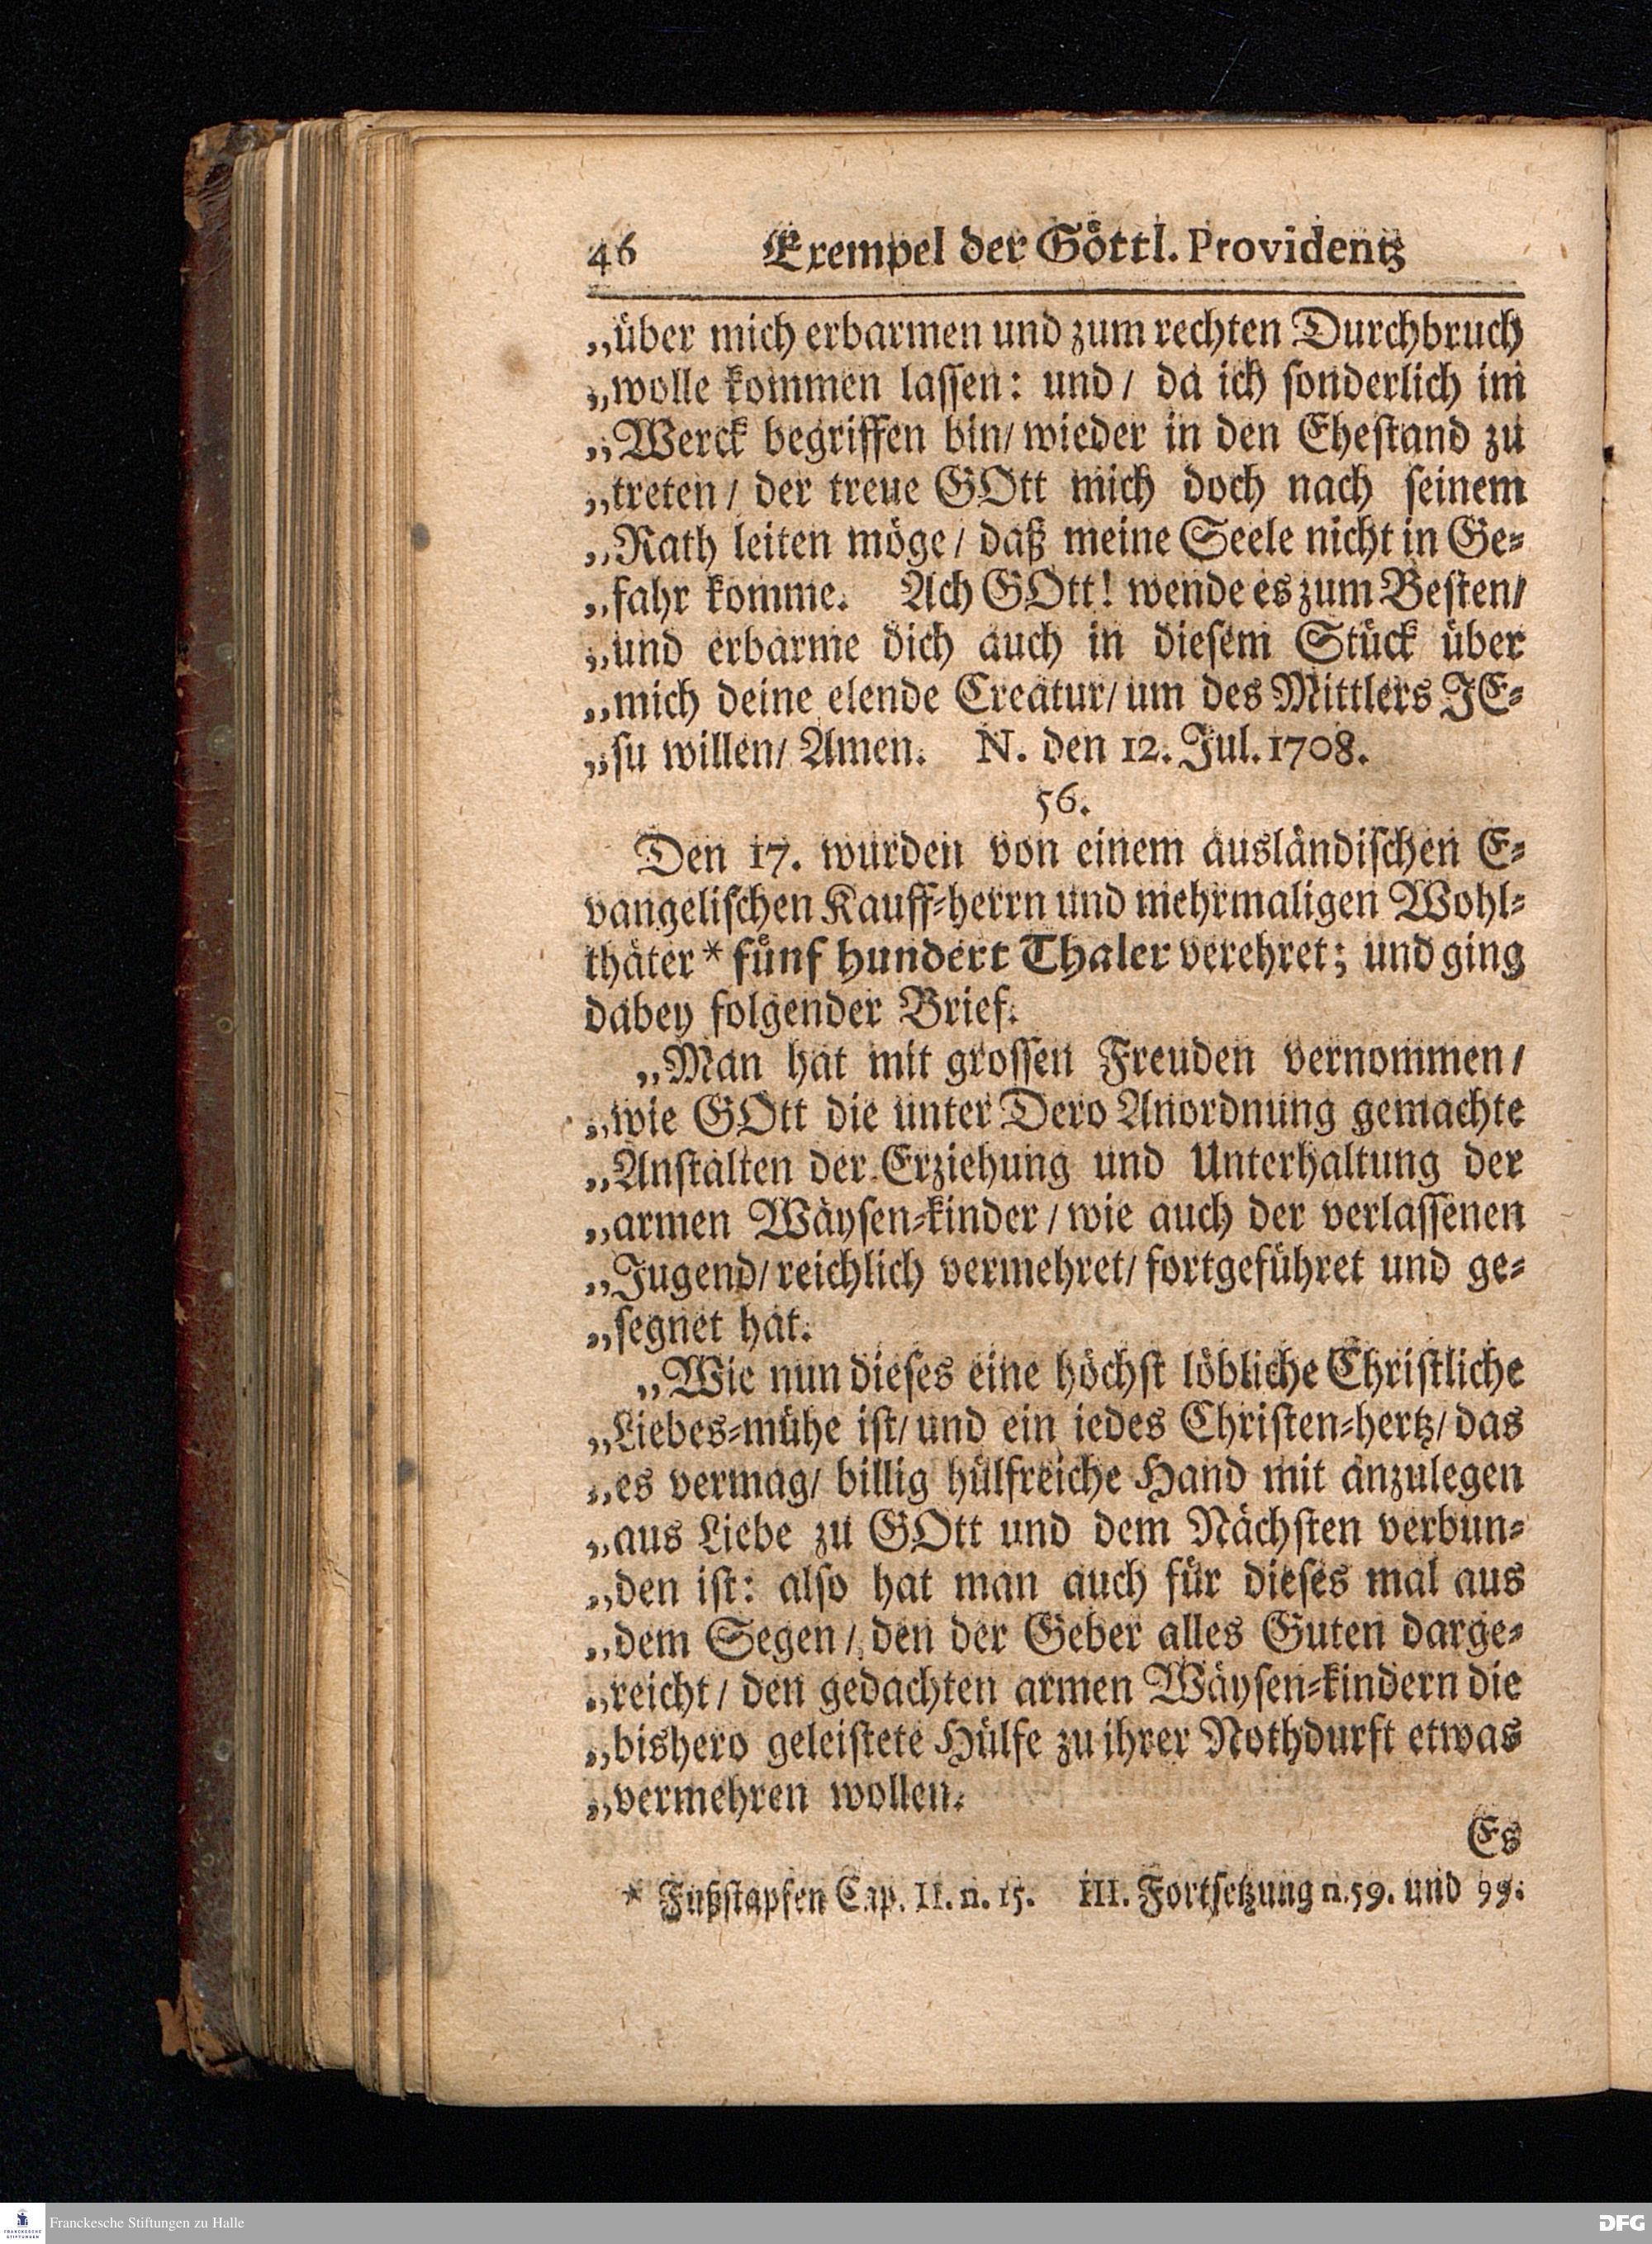 46 Exempel der Göttl. Providentz
„über mich erbarmen und zum rechten Durchbruch
„wolle kommen lassen: und/ da ich sonderlich im
„Werck begriffen bin/ wieder in den Ehestand zu
„treten/ der treue GOtt mich doch nach seinem
„Rath leiten möge/ daß meine Seele nicht in Ge-
„fahr komme. Ach GOtt! wende es zum Besten/
„und erbarme dich auch in diesem Stück über
„mich deine elende Creatur/ um des Mittlers JE-
„su willen/ Amen. N. den 12. Jul. 1708.
56.
Den 17. wurden von einem ausländischen E-
vangelischen Kauff-herrn und mehrmaligen Wohl-
thäter * fünf hundert Thaler verehret; und ging
dabey folgender Brief.
„Man hat mit grossen Freuden vernommen/
„wie GOtt die unter Dero Anordnung gemachte
„Anstalten der Erziehung und Unterhaltung der
„armen Wäysen-kinder/ wie auch der verlassenen
„Jugend/ reichlich vermehret/ fortgeführet und ge-
„segnet hat.
„Wie nun dieses eine höchst löbliche Christliche
„Liebes-mühe ist/ und ein iedes Christen-hertz/ das
„es vermag/ billig hülfreiche Hand mit anzulegen
„aus Liebe zu GOtt und dem Nächsten verbun-
„den ist: also hat man auch für dieses mal aus
„dem Segen/ den der Geber alles Guten darge-
„reicht/ den gedachten armen Wäysen-kindern die
„bishero geleistete Hülfe zu ihrer Nothdurft etwas
„vermehren wollen.
Es
* Fußstapfen Cap. II. n. 15. III. Fortsetzung n. 59. und 99.
FRANCKESCHE
STIFTUNGEN
Franckesche Stiftungen zu Halle
DFG